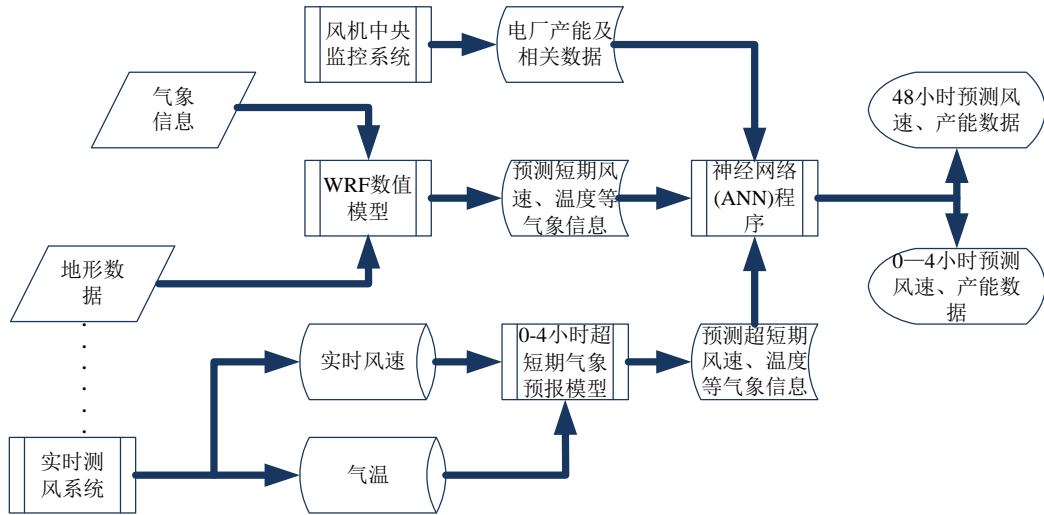 风机中央
监控系统
电厂产能及
相关数据
气象
信息
48小时预测风
速、产能数据
WRF数值
模型
预测短期风
速、温度等
气象信息
神经网络
(ANN)程
序
地形数
据
0—4小时预测
风速、产能数
据
实时风速
0-4小时超
短期气象
预报模型
预测超短期
风速、温度
等气象信息
实时测
风系统
气温